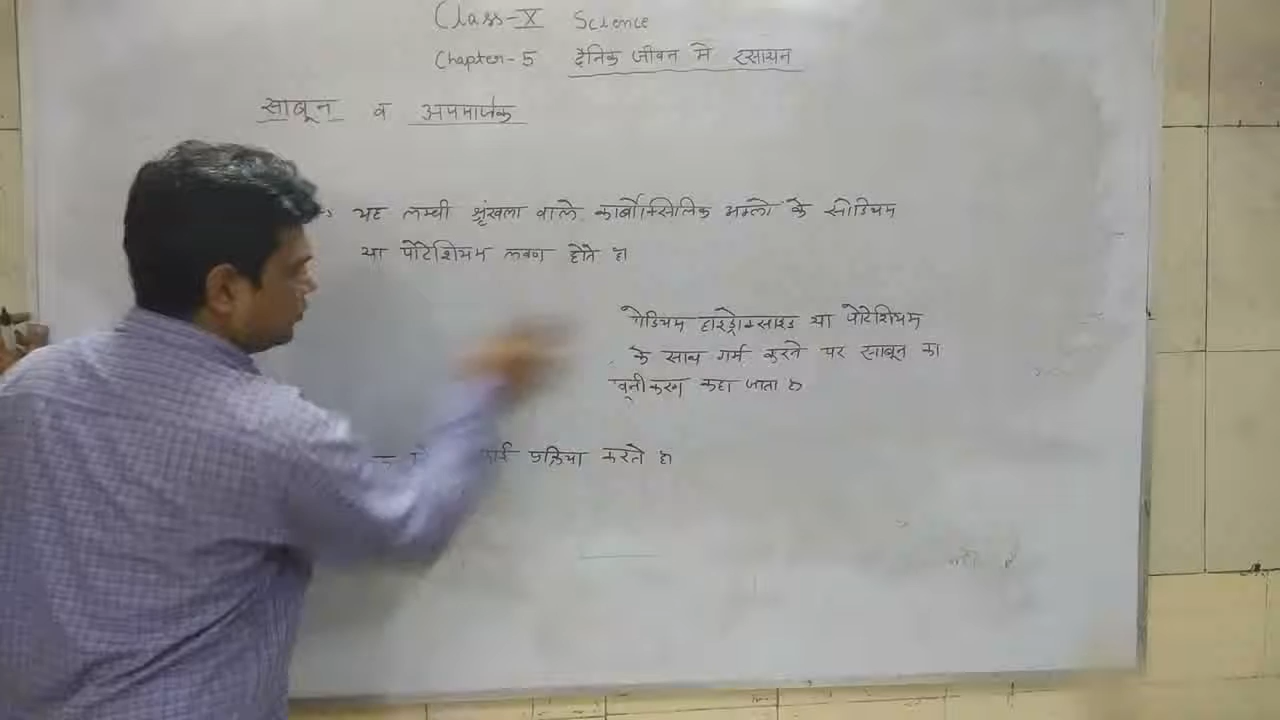 Class-X Science
Chapter-5 दैनिक जीवन मे रसायन
साबून व अपमार्जक
यह लम्बी श्रृंखला वाले कार्बोक्सिलिक अम्लो के सोडियम
या पोटेशियम लवण होते है।
हाइड्रोक्साइड या पोटेशियम
के साथ गर्म करने पर साबून का
कहा जाता है
प्रक्रिया करते है।